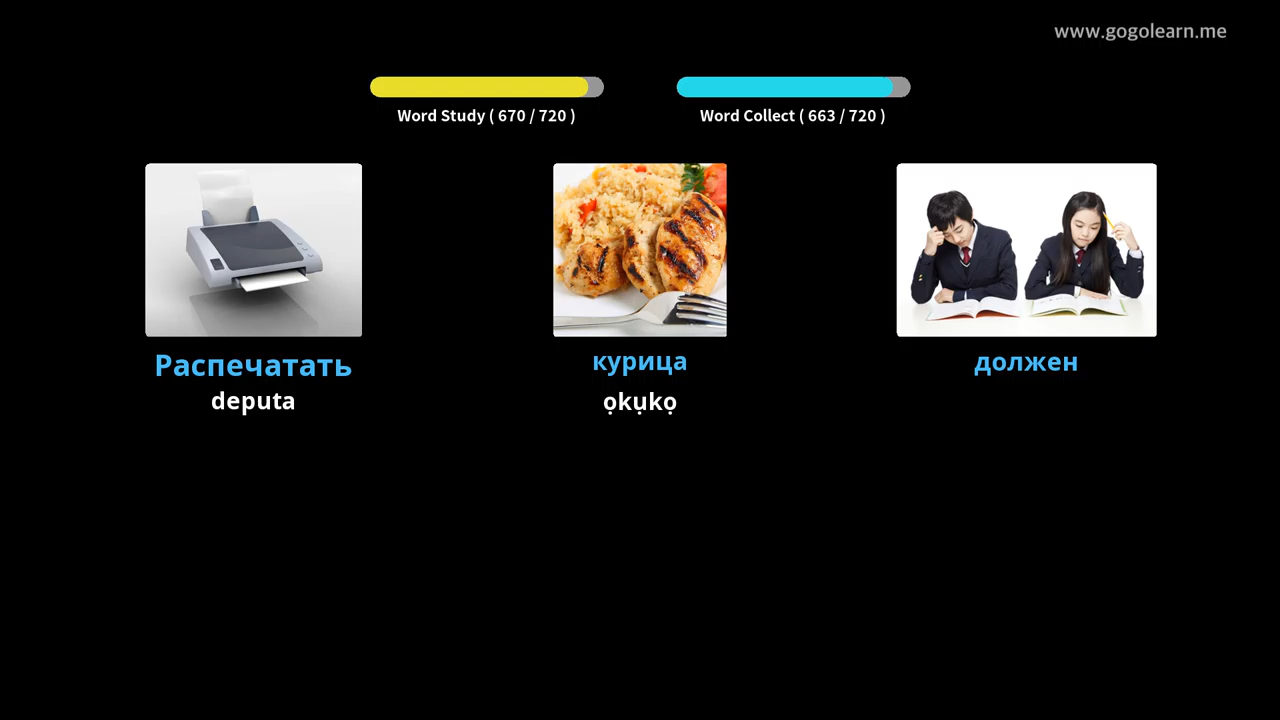 www.gogolearn.me
Word Study ( 670 / 720 )
Word Collect ( 663 / 720 )
Распечатать
deputa
курица
ọkụkọ
должен